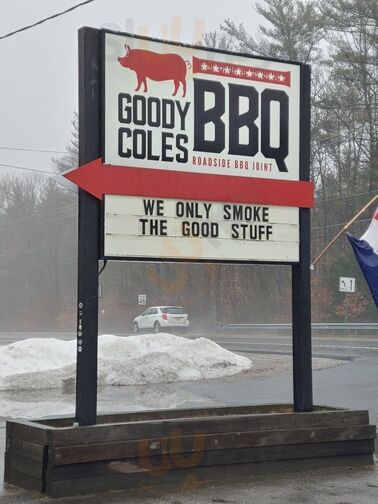 GOODY
COLES
BBQ
ROADSIDE BBQ JOINT
WE ONLY SMOKE
THE GOOD STUFF